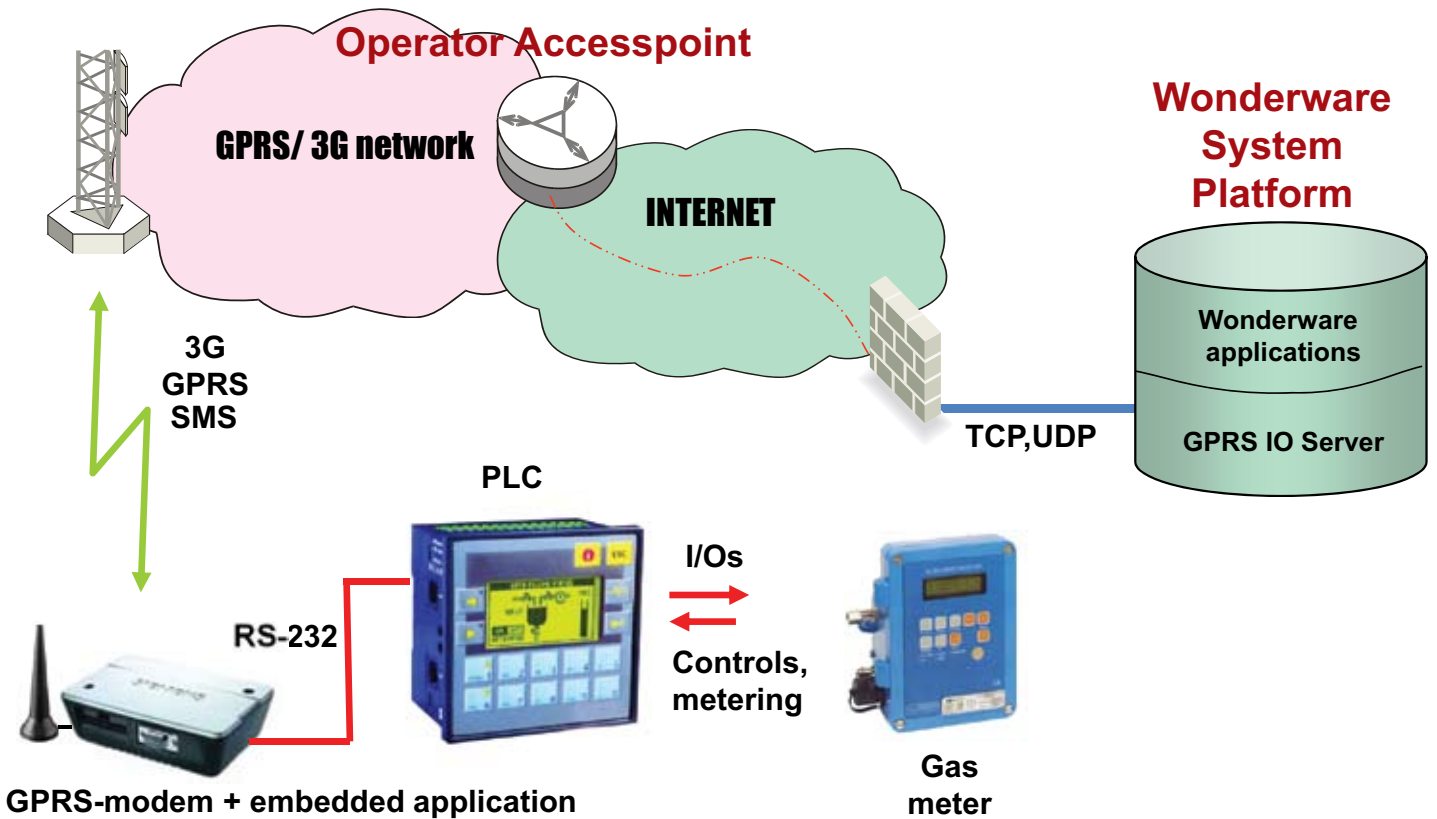 Operator Accesspoint
GPRS/ 3G network
INTERNET
Wonderware
System
Platform
Wonderware
applications
GPRS IO Server
TCP,UDP
3G
GPRS
SMS
PLC
I/Os
Controls,
metering
RS-232
Gas
meter
GPRS-modem + embedded application